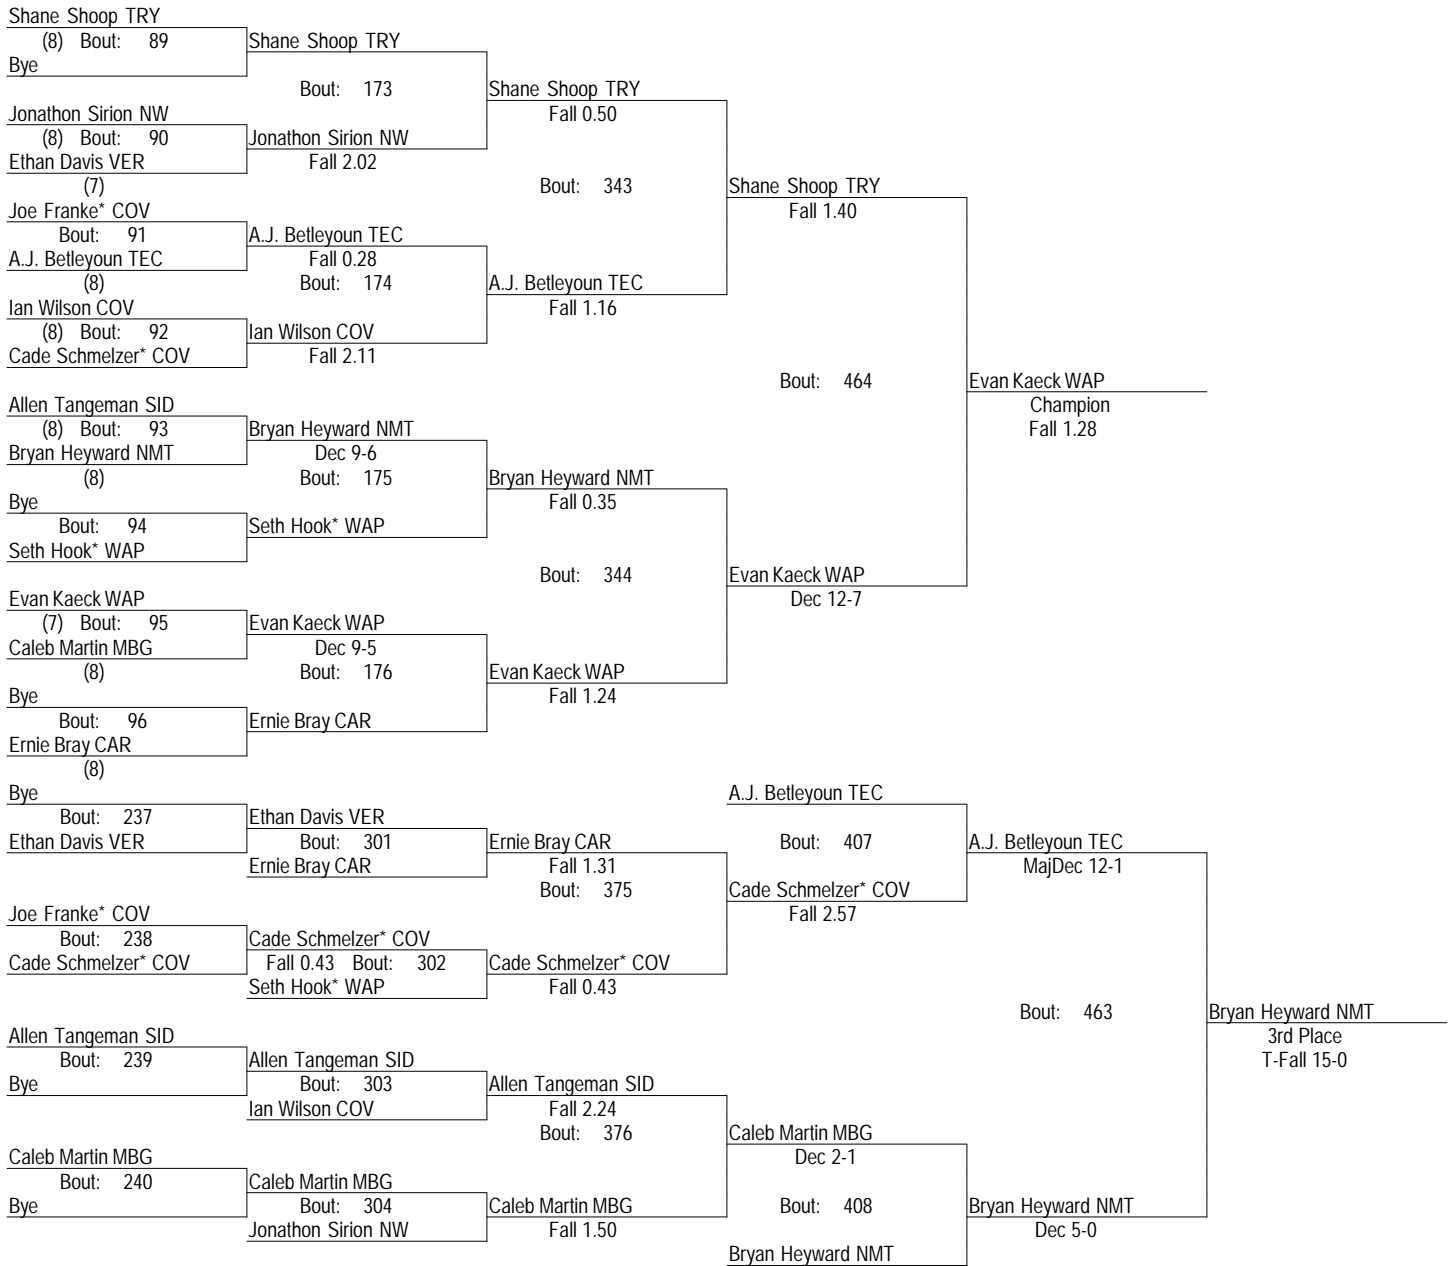 Shane Shoop TRY
(8) Bout: 89 Shane Shoop TRY
Bye
Bout: 173 Shane Shoop TRY
Jonathon Sirion NW Fall 0.50
(8) Bout: 90 Jonathon Sirion NW
Ethan Davis VER Fall 2.02
(7) Bout: 343 Shane Shoop TRY
Joe Franke* COV Fall 1.40
Bout: 91 A.J. Betleyoun TEC
A.J. Betleyoun TEC Fall 0.28
(8) Bout: 174 A.J. Betleyoun TEC
Ian Wilson COV Fall 1.16
(8) Bout: 92 Ian Wilson COV
Cade Schmelzer* COV Fall 2.11
Bout: 464 Evan Kaeck WAP
Allen Tangeman SID Champion
(8) Bout: 93 Bryan Heyward NMT Fall 1.28
Bryan Heyward NMT Dec 9-6
(8) Bout: 175 Bryan Heyward NMT
Bye Fall 0.35
Bout: 94 Seth Hook* WAP
Seth Hook* WAP
Bout: 344 Evan Kaeck WAP
Evan Kaeck WAP Dec 12-7
(7) Bout: 95 Evan Kaeck WAP
Caleb Martin MBG Dec 9-5
(8) Bout: 176 Evan Kaeck WAP
Bye Fall 1.24
Bout: 96 Ernie Bray CAR
Ernie Bray CAR
(8)
Bye A.J. Betleyoun TEC
Bout: 237 Ethan Davis VER
Ethan Davis VER Bout: 301 Ernie Bray CAR Bout: 407 A.J. Betleyoun TEC
Ernie Bray CAR Fall 1.31 MajDec 12-1
Bout: 375 Cade Schmelzer* COV
Joe Franke* COV Fall 2.57
Bout: 238 Cade Schmelzer* COV
Cade Schmelzer* COV Fall 0.43 Bout: 302 Cade Schmelzer* COV
Seth Hook* WAP Fall 0.43
Bout: 463 Bryan Heyward NMT
Allen Tangeman SID 3rd Place
Bout: 239 Allen Tangeman SID T-Fall 15-0
Bye Bout: 303 Allen Tangeman SID
Ian Wilson COV Fall 2.24
Bout: 376 Caleb Martin MBG
Caleb Martin MBG Dec 2-1
Bout: 240 Caleb Martin MBG
Bye Bout: 304 Caleb Martin MBG Bout: 408 Bryan Heyward NMT
Jonathon Sirion NW Fall 1.50 Dec 5-0
Bryan Heyward NMT